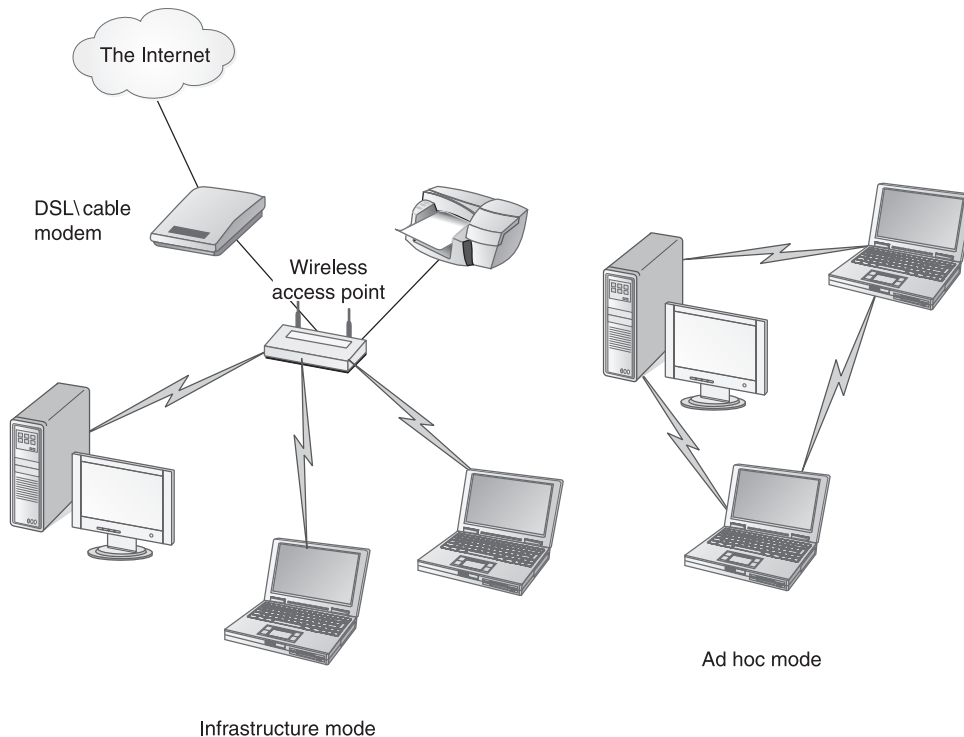 The Internet
DSL\cable
modem
Wireless
access point
Ad hoc mode
Infrastructure mode